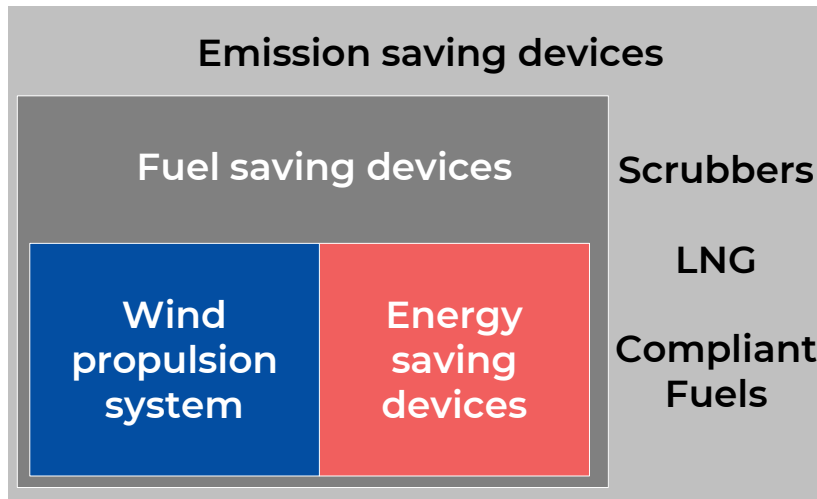 Emission saving devices
Fuel saving devices
Scrubbers
LNG
Wind
propulsion
system
Energy
saving
devices
Compliant
Fuels